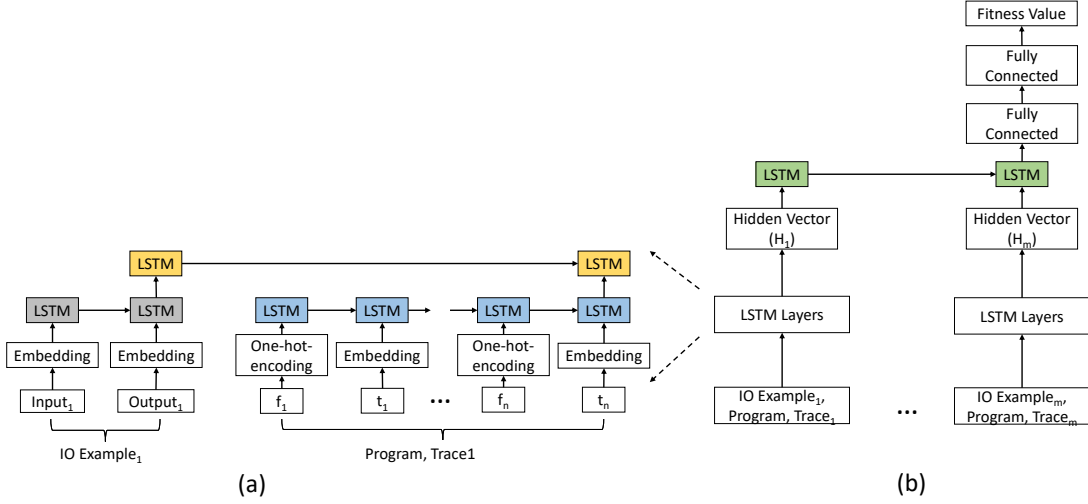 LSTM
LSTM
LSTM
LSTM
LSTM
LSTM
LSTM
LSTM
Embedding
Embedding
One-hot-
encoding
Embedding
One-hot-
encoding
Embedding
Input₁
Output₁
f₁
t₁
...
fₙ
tₙ
IO Example₁
Program, Trace1
(a)
Fitness Value
Fully
Connected
Fully
Connected
LSTM
LSTM
Hidden Vector
(H₁)
Hidden Vector
(Hₘ)
LSTM Layers
LSTM Layers
IO Example₁,
Program, Trace₁
...
IO Exampleₘ,
Program, Traceₘ
(b)